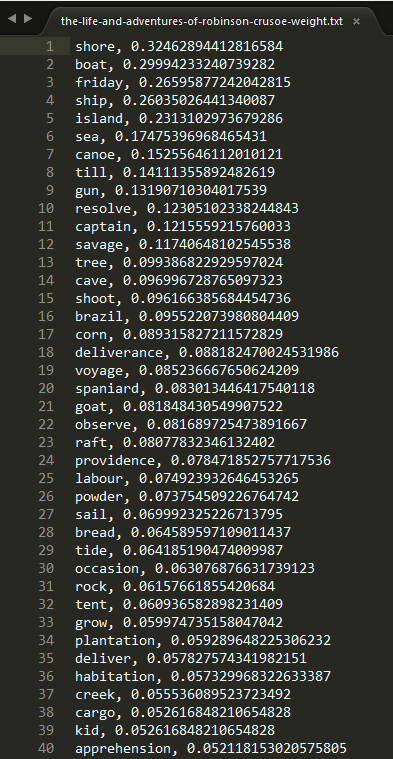 the-life-and-adventures-of-robinson-crusoe-weight.txt ×
1 shore, 0.32462894412816584
2 boat, 0.29994233240739282
3 friday, 0.26595877242042815
4 ship, 0.26035026441340087
5 island, 0.2313102973679286
6 sea, 0.17475396968465431
7 canoe, 0.15255646112010121
8 till, 0.14111355892482619
9 gun, 0.13190710304017539
10 resolve, 0.12305102338244843
11 captain, 0.1215559215760033
12 savage, 0.11740648102545538
13 tree, 0.099386822929597024
14 cave, 0.096996728765097323
15 shoot, 0.096166385684454736
16 brazil, 0.095522073980804409
17 corn, 0.089315827211572829
18 deliverance, 0.088182470024531986
19 voyage, 0.085236667650624209
20 spaniard, 0.083013446417540118
21 goat, 0.081848430549907522
22 observe, 0.081689725473891667
23 raft, 0.08077832346132402
24 providence, 0.078471852757717536
25 labour, 0.074923932646453265
26 powder, 0.073754509226764742
27 sail, 0.069992325226713795
28 bread, 0.064589597109011437
29 tide, 0.064185190474009987
30 occasion, 0.063076876631739123
31 rock, 0.06157661855420684
32 tent, 0.060936582898231409
33 grow, 0.059974735158047042
34 plantation, 0.059289648225306232
35 deliver, 0.057827574341982151
36 habitation, 0.057329968322633387
37 creek, 0.055536089523723492
38 cargo, 0.052616848210654828
39 kid, 0.052616848210654828
40 apprehension, 0.052118153020575805